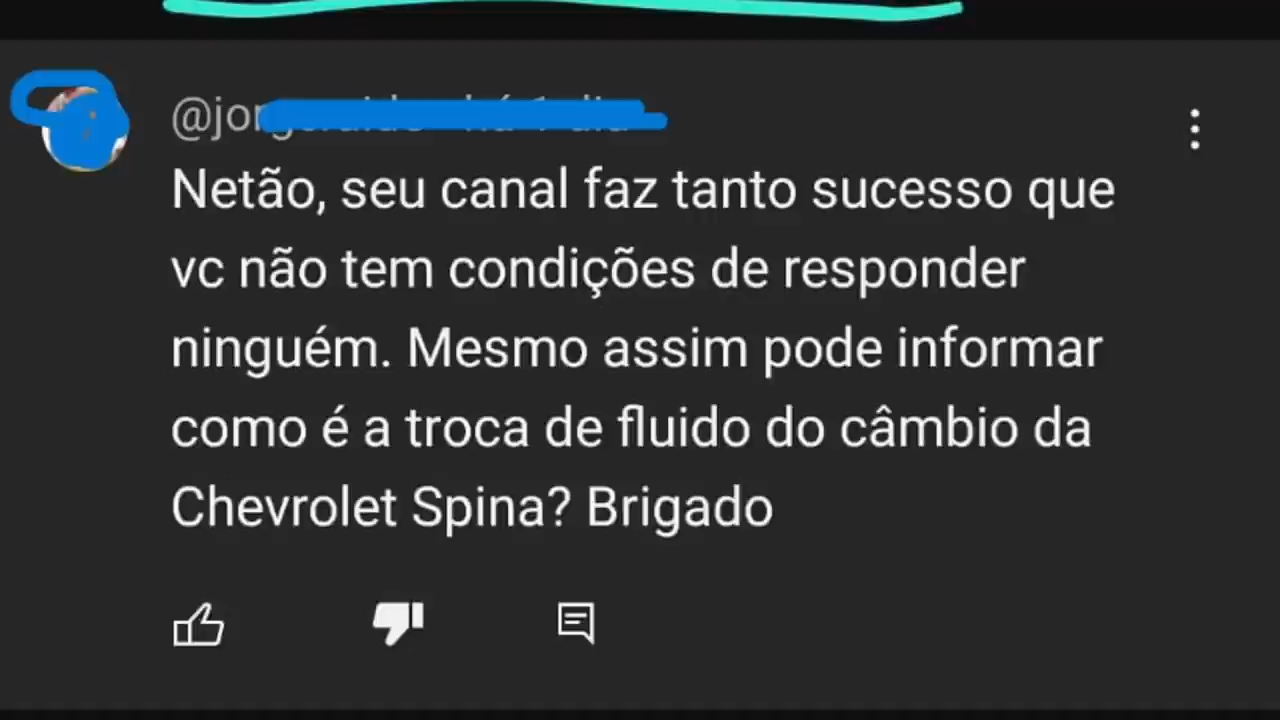 Netão, seu canal faz tanto sucesso que
vc não tem condições de responder
ninguém. Mesmo assim pode informar
como é a troca de fluido do câmbio da
Chevrolet Spina? Brigado